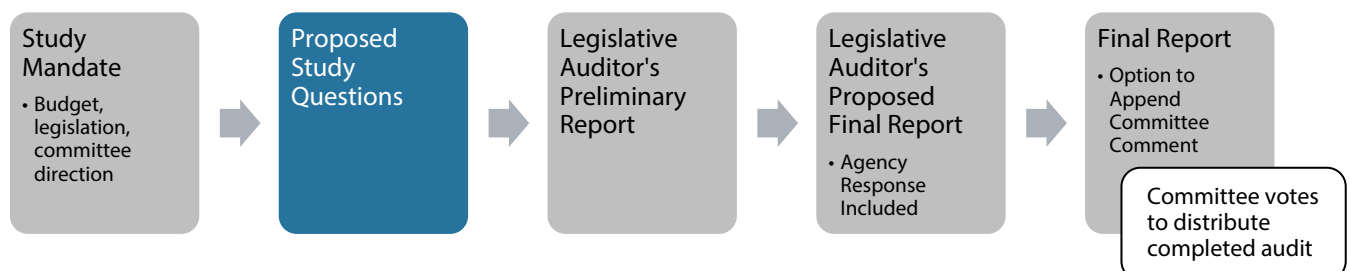 Study
Mandate
• Budget,
legislation,
committee
direction
Proposed
Study
Questions
Legislative
Auditor's
Preliminary
Report
Legislative
Auditor's
Proposed
Final Report
• Agency
Response
Included
Final Report
• Option to
Append
Committee
Comment
Committee votes
to distribute
completed audit